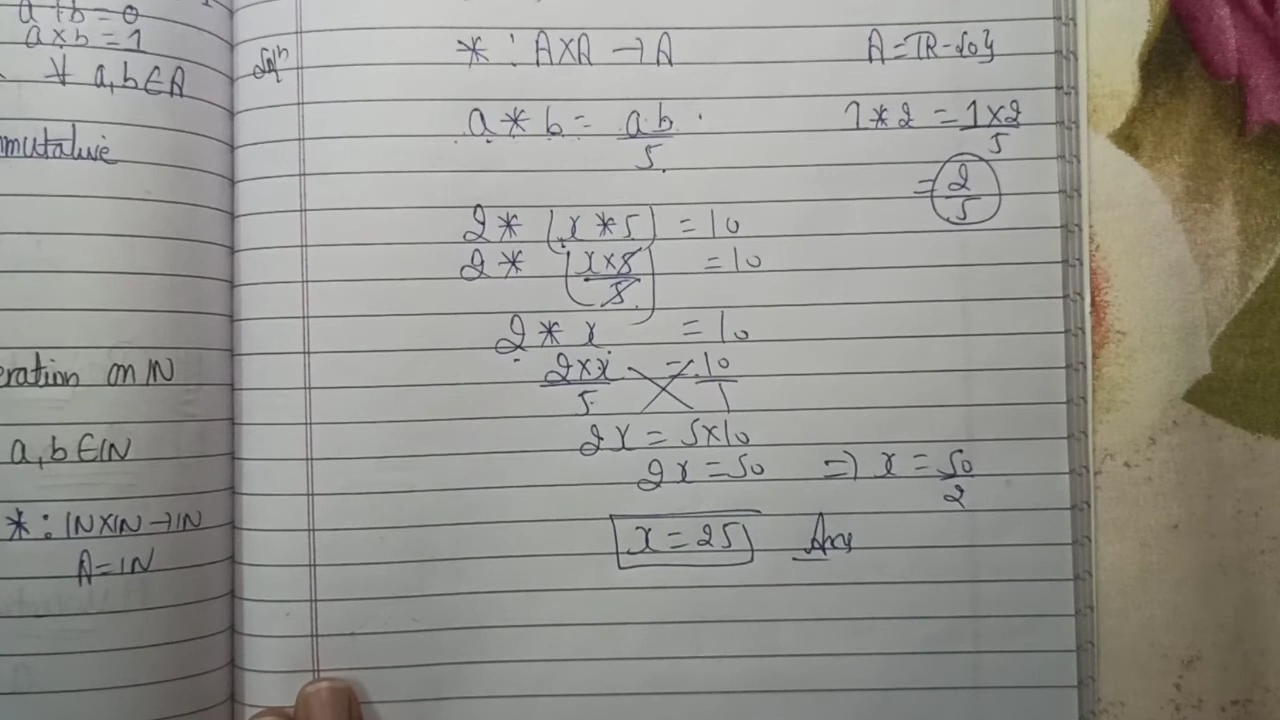 a + b = 0
a × b = 1
∀ a, b ∈ A
mmutative
eration on IN
a, b ∈ IN
* : IN × IN → IN
A = IN
Solⁿ * : A × A → A A = IR - {0}
a * b = ab/5 1 * 2 = 1×2/5
= 2/5
2 * (x * 5) = 10
2 * (x × 5/5) = 10
2 * x = 10
2 × x/5 = 10/1
2x = 5×10
2x = 50 ⇒ x = 50/2
x = 25 Ans